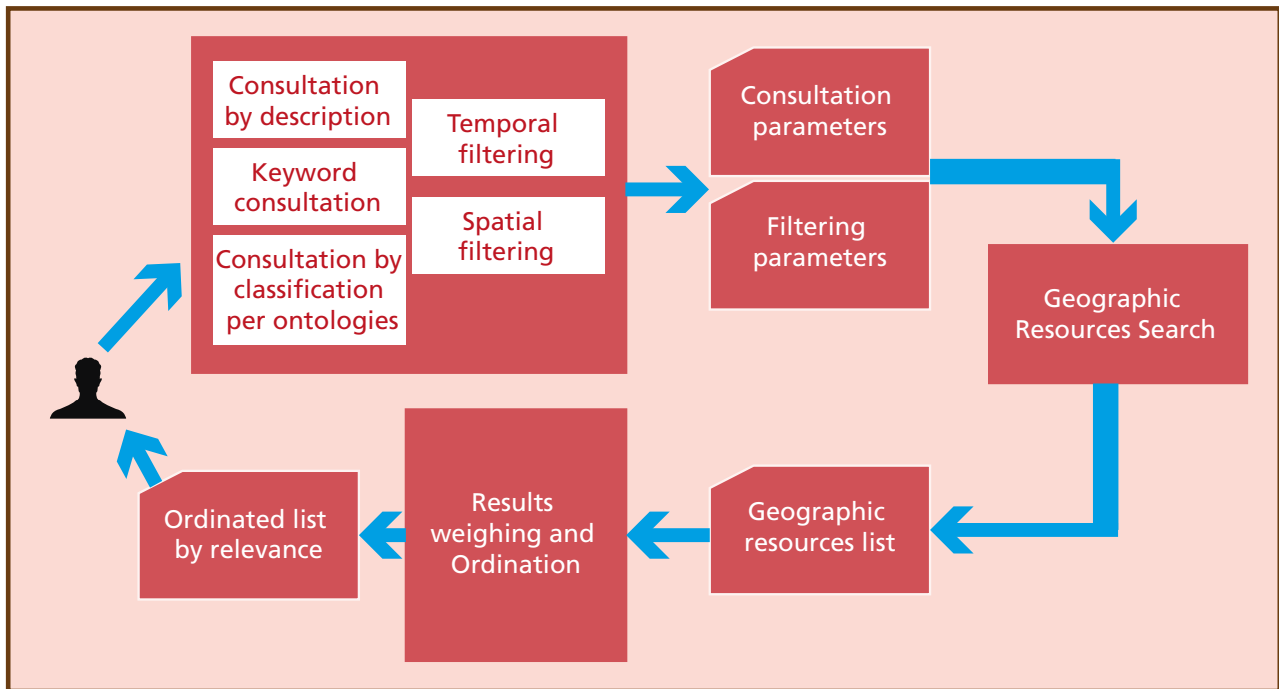 Consultation
by description
Keyword
consultation
Consultation by
classification
per ontologies
Temporal
filtering
Spatial
filtering
Consultation
parameters
Filtering
parameters
Geographic
Resources Search
Geographic
resources list
Results
weighing and
Ordination
Ordinated list
by relevance